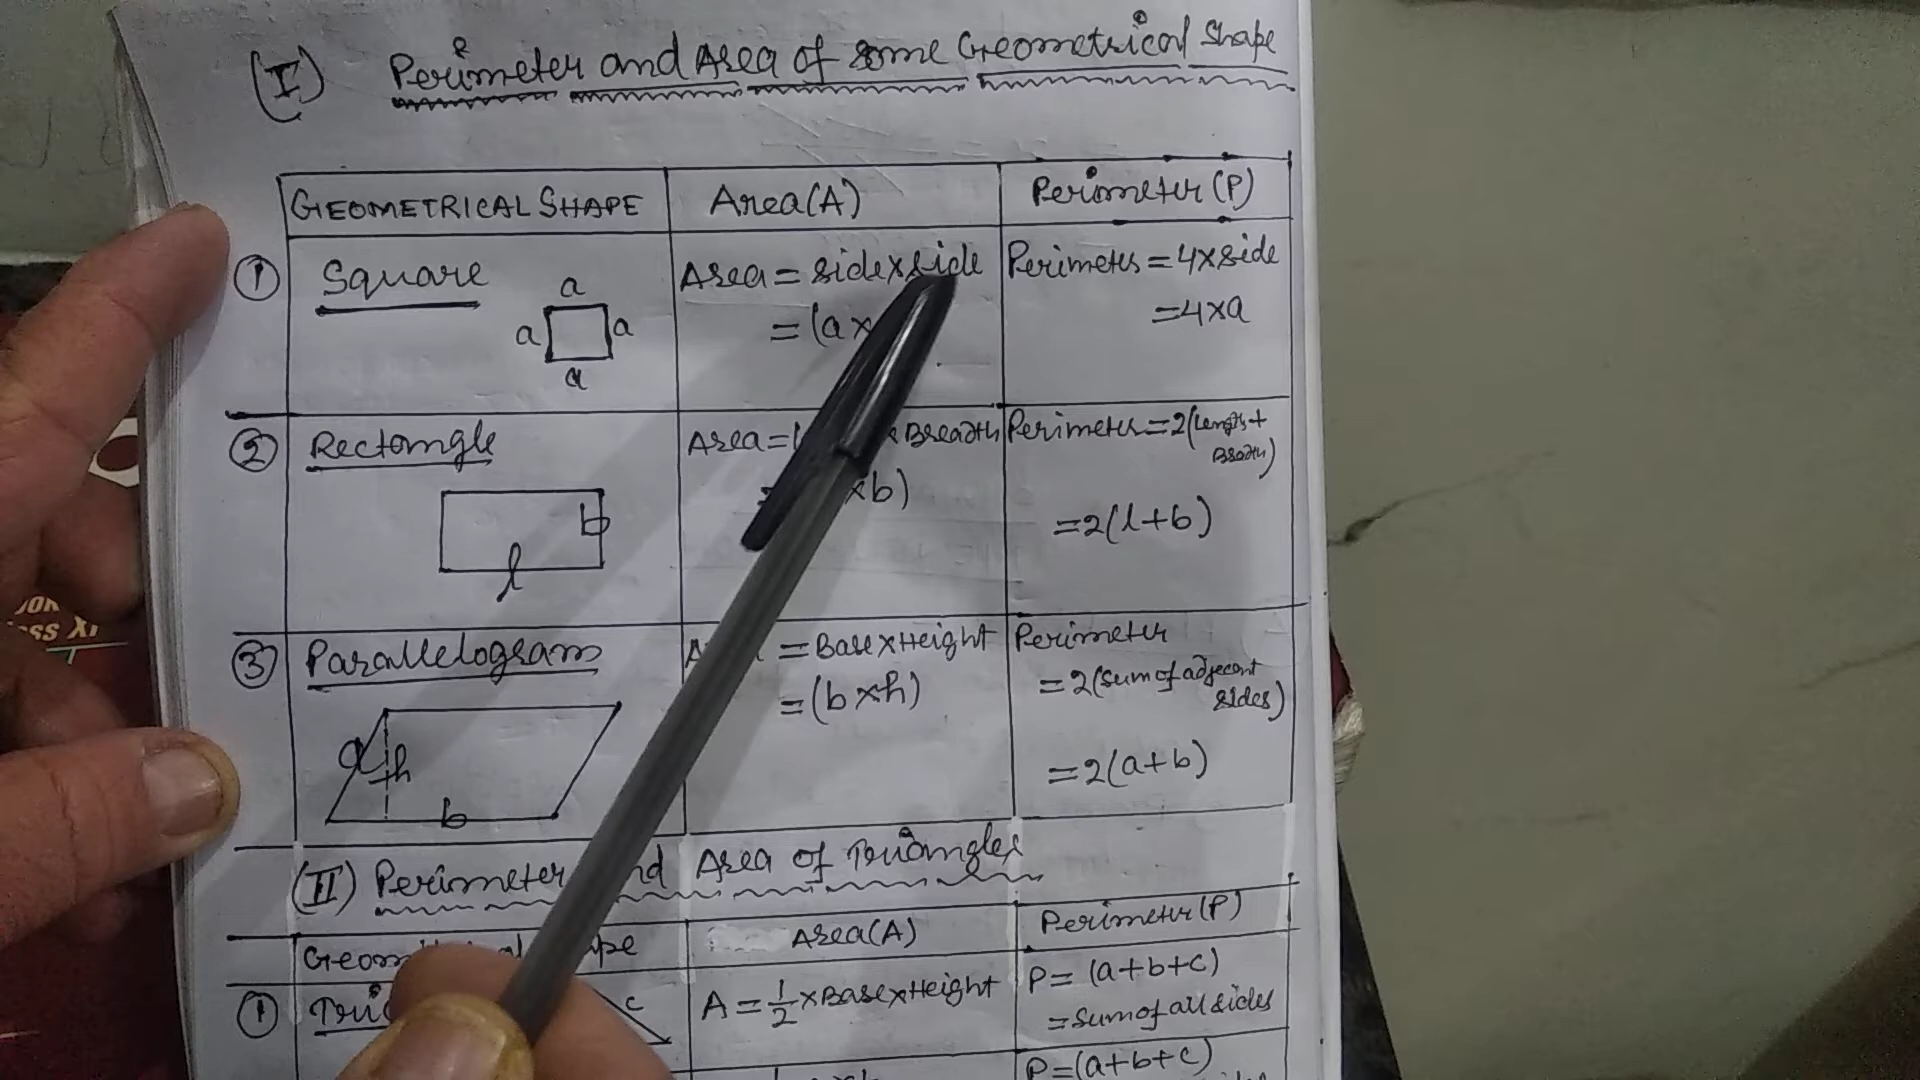 (I) Perimeter and Area of some Geometrical Shape
GEOMETRICAL SHAPE Area(A) Perimeter (P)
① Square Area = side×side Perimeter = 4×side
a
a a
= (a× =4×a
a
② Rectangle Area = ×Breadth Perimeter = 2(Length+
Breadth)
b
×b) =2(l+b)
l
③ Parallelogram = Base×Height Perimeter
= (b×h) = 2(sum of adjecent
sides)
a h
b
=2(a+b)
(II) Perimeter Area of Triangles
Area(A) Perimeter (P)
① c A = 1/2 ×Base×Height P= (a+b+c)
= sum of all sides
P=(a+b+c)